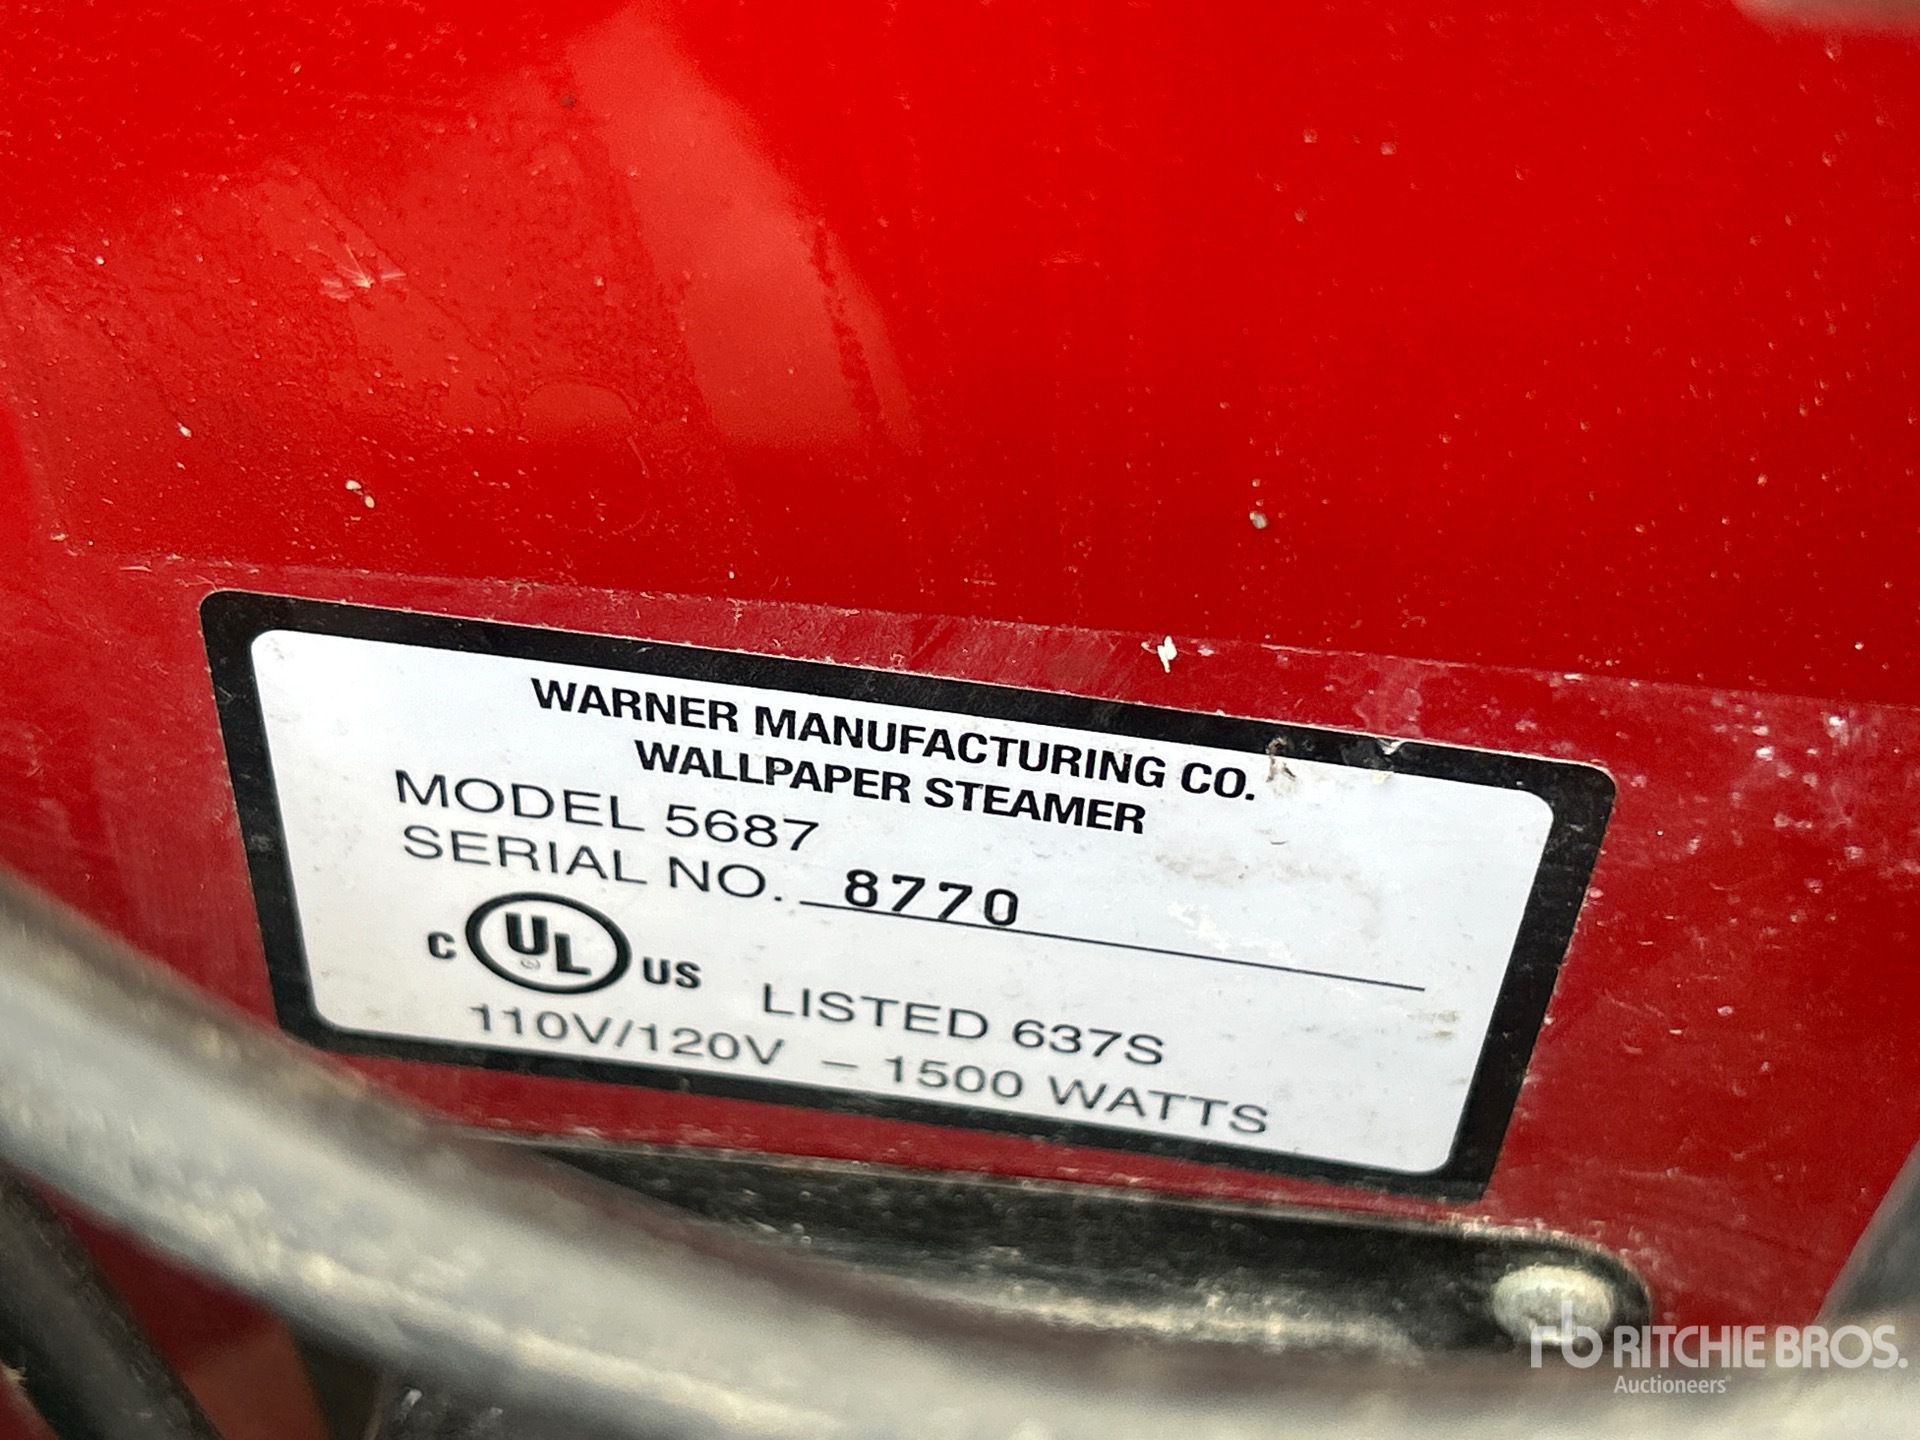 WARNER MANUFACTURING CO.
WALLPAPER STEAMER
MODEL 5687
SERIAL NO. 8770
C UL US LISTED 637S
110V/120V – 1500 WATTS
rb RITCHIE BROS.
Auctioneers